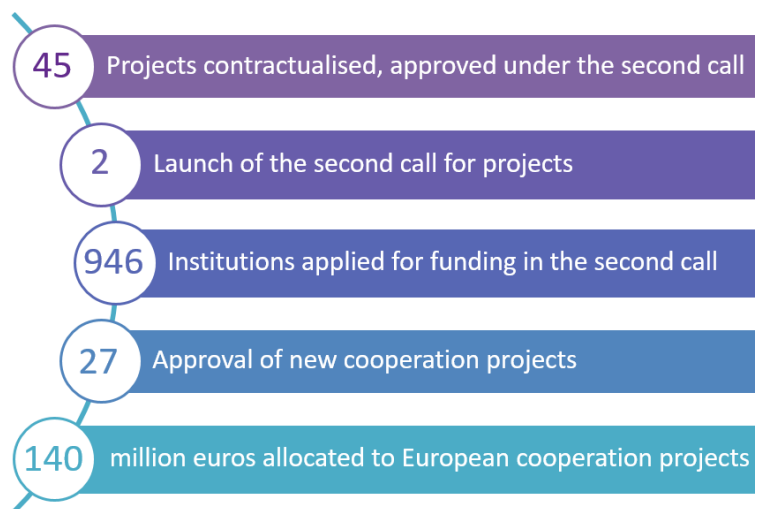 45 Projects contractualised, approved under the second call
2 Launch of the second call for projects
946 Institutions applied for funding in the second call
27 Approval of new cooperation projects
140 million euros allocated to European cooperation projects